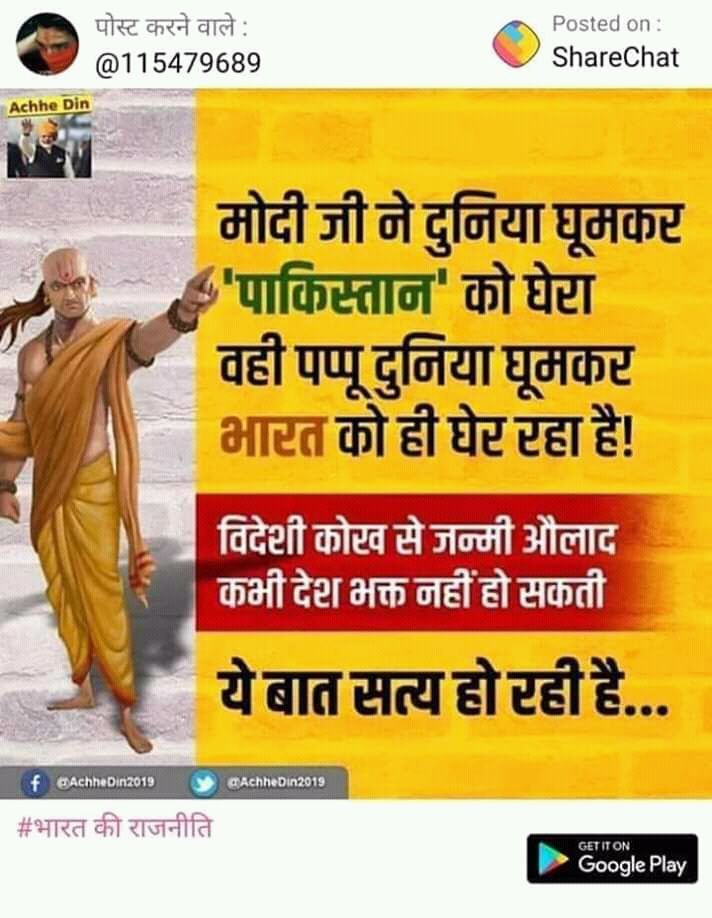 पोस्ट करने वाले :
@115479689
Posted on :
ShareChat
Achhe Din
मोदी जी ने दुनिया घूमकर
'पाकिस्तान' को घेरा
वही पप्पू दुनिया घूमकर
भारत को ही घेर रहा है!
विदेशी कोख से जन्मी औलाद
कभी देश भक्त नहीं हो सकती
ये बात सत्य हो रही है...
f @AchheDin2019
@AchheDin2019
#भारत की राजनीति
GET IT ON
Google Play